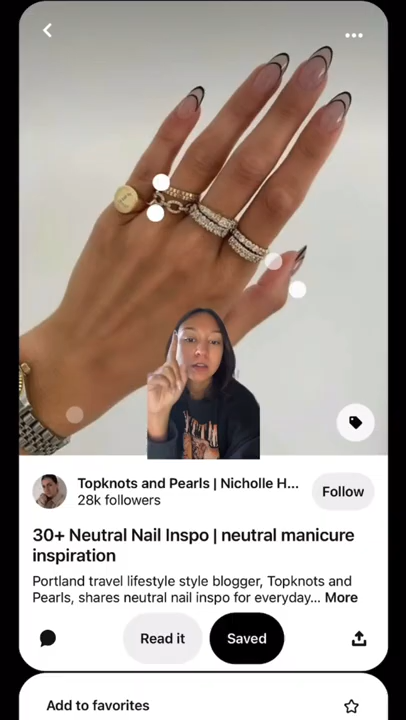 Topknots and Pearls | Nicholle H...
28k followers
Follow
30+ Neutral Nail Inspo | neutral manicure
inspiration
Portland travel lifestyle style blogger, Topknots and
Pearls, shares neutral nail inspo for everyday... More
Read it
Saved
Add to favorites